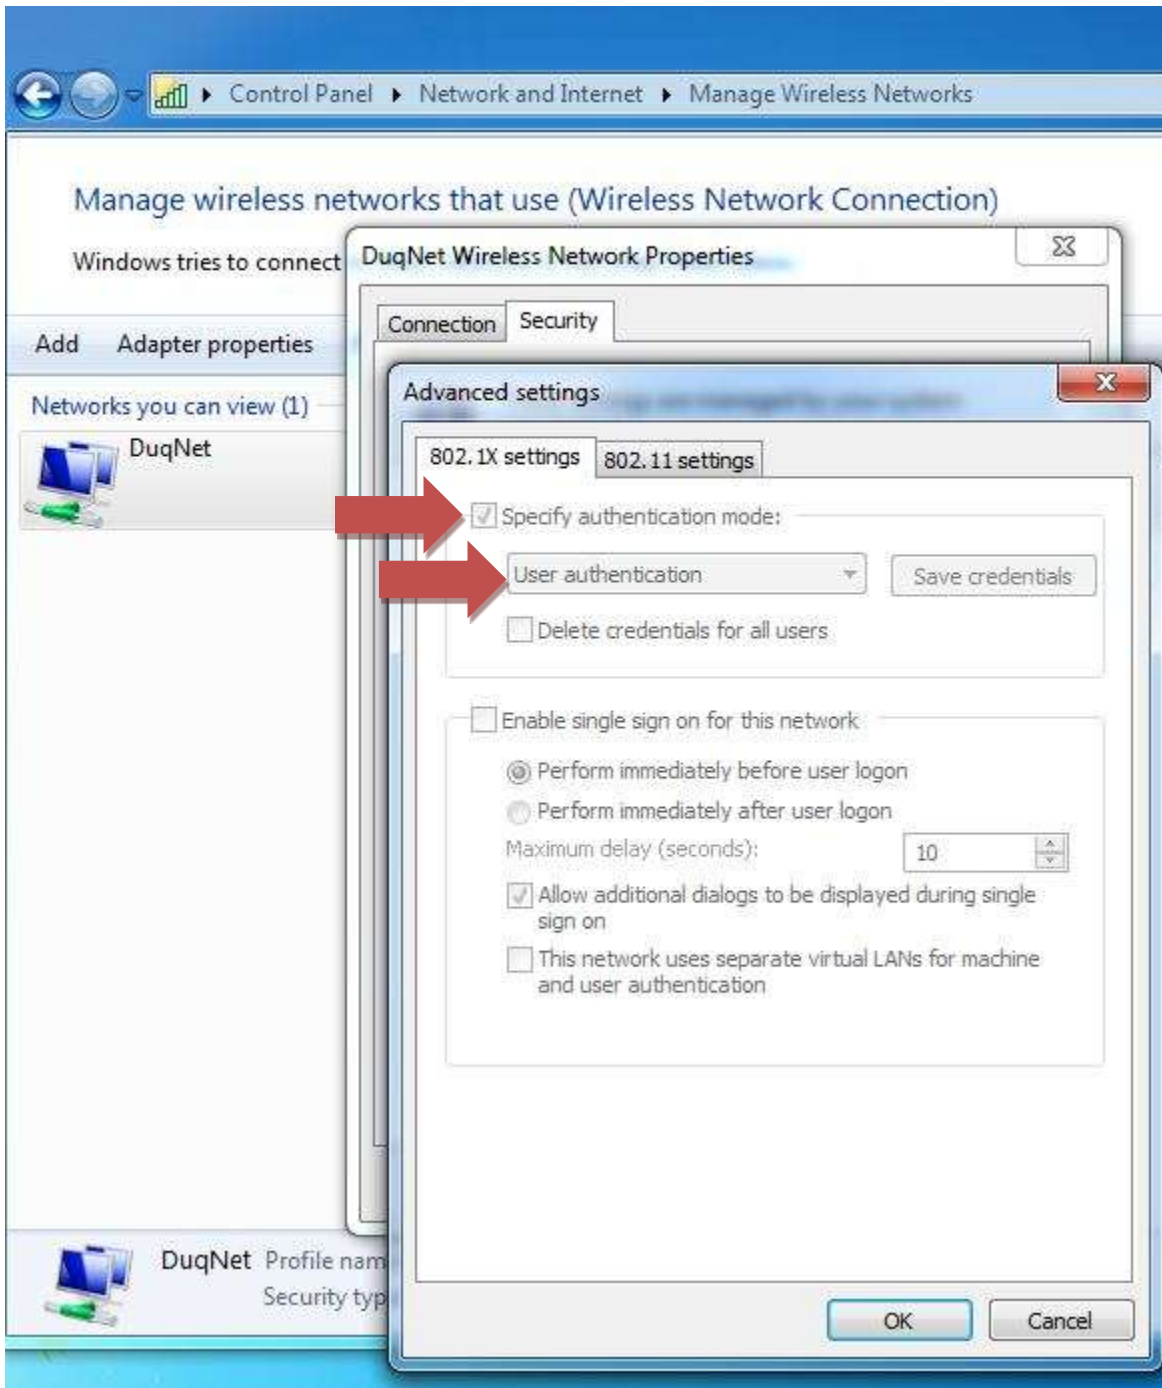 Control Panel Network and Internet Manage Wireless Networks
Manage wireless networks that use (Wireless Network Connection)
Windows tries to connect
DuqNet Wireless Network Properties
Connection Security
Add Adapter properties
Advanced settings
Networks you can view (1)
DuqNet
802.1X settings 802.11 settings
Specify authentication mode:
User authentication Save credentials
Delete credentials for all users
Enable single sign on for this network
Perform immediately before user logon
Perform immediately after user logon
Maximum delay (seconds): 10
Allow additional dialogs to be displayed during single
sign on
This network uses separate virtual LANs for machine
and user authentication
DuqNet Profile nam
Security typ
OK Cancel